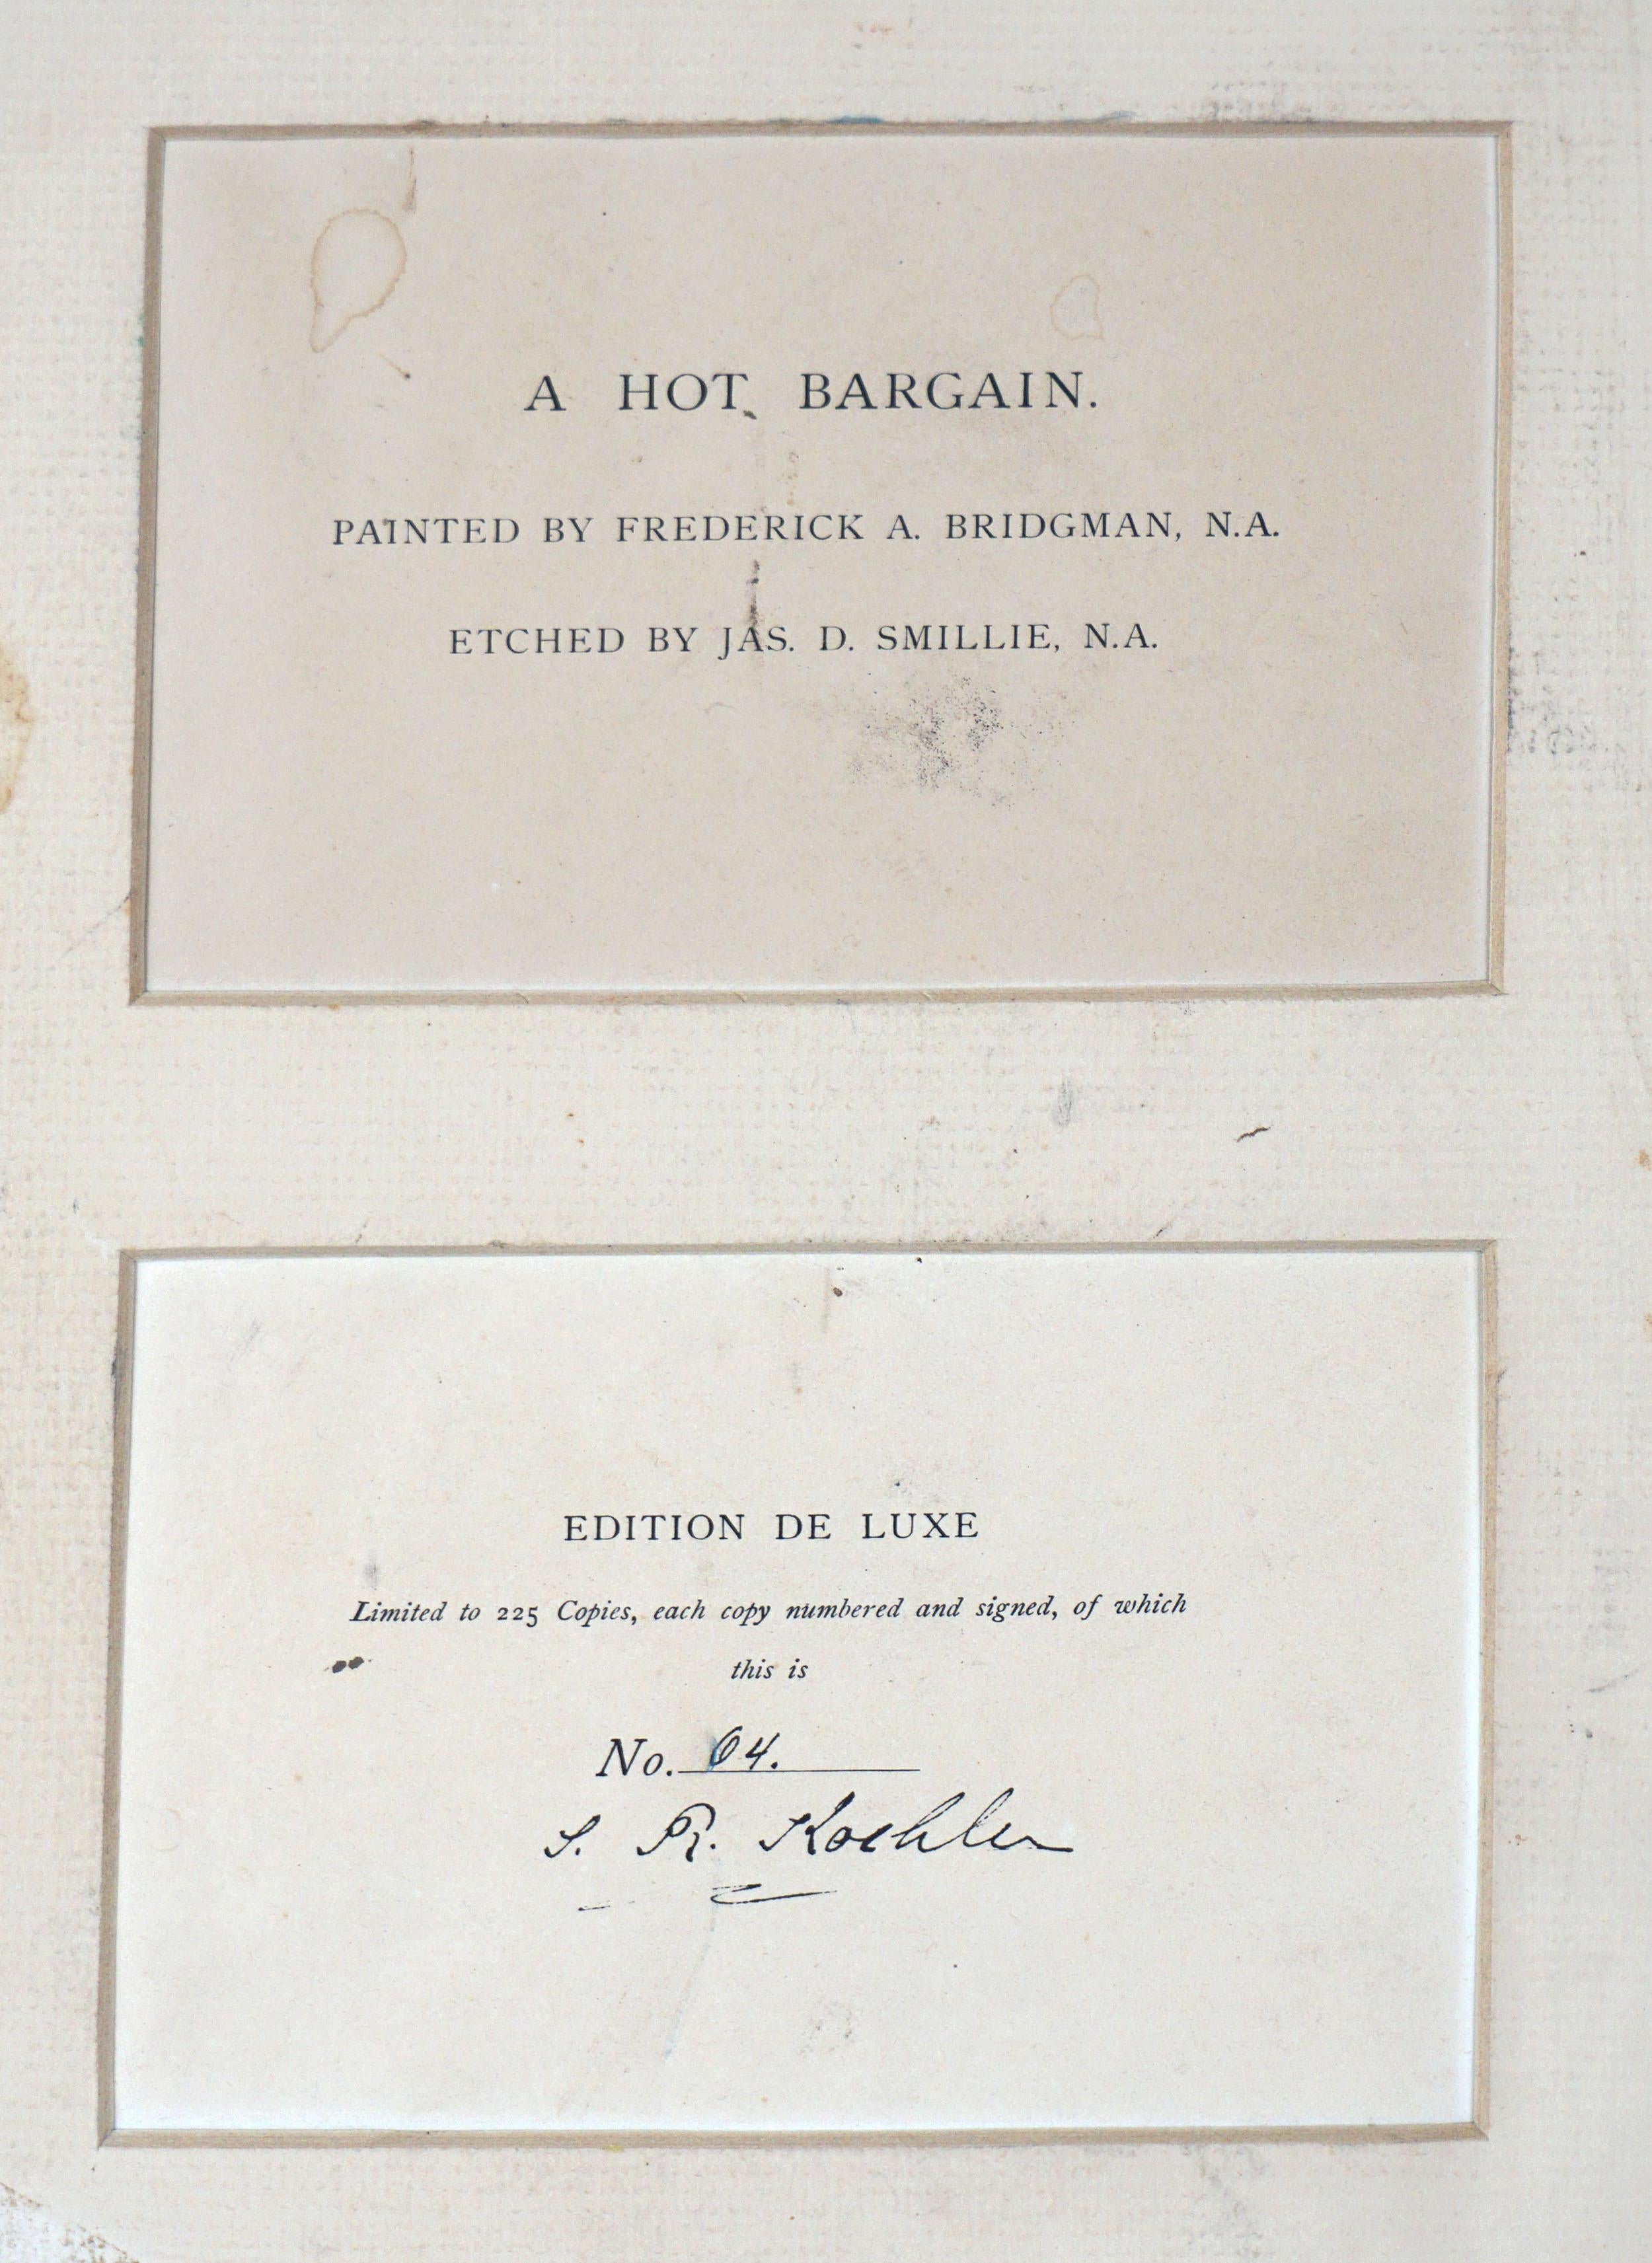 A HOT BARGAIN.
PAINTED BY FREDERICK A. BRIDGMAN, N.A.
ETCHED BY JAS. D. SMILLIE, N.A.
EDITION DE LUXE
Limited to 225 Copies, each copy numbered and signed, of which
this is
No. 64.
S. R. Koehler